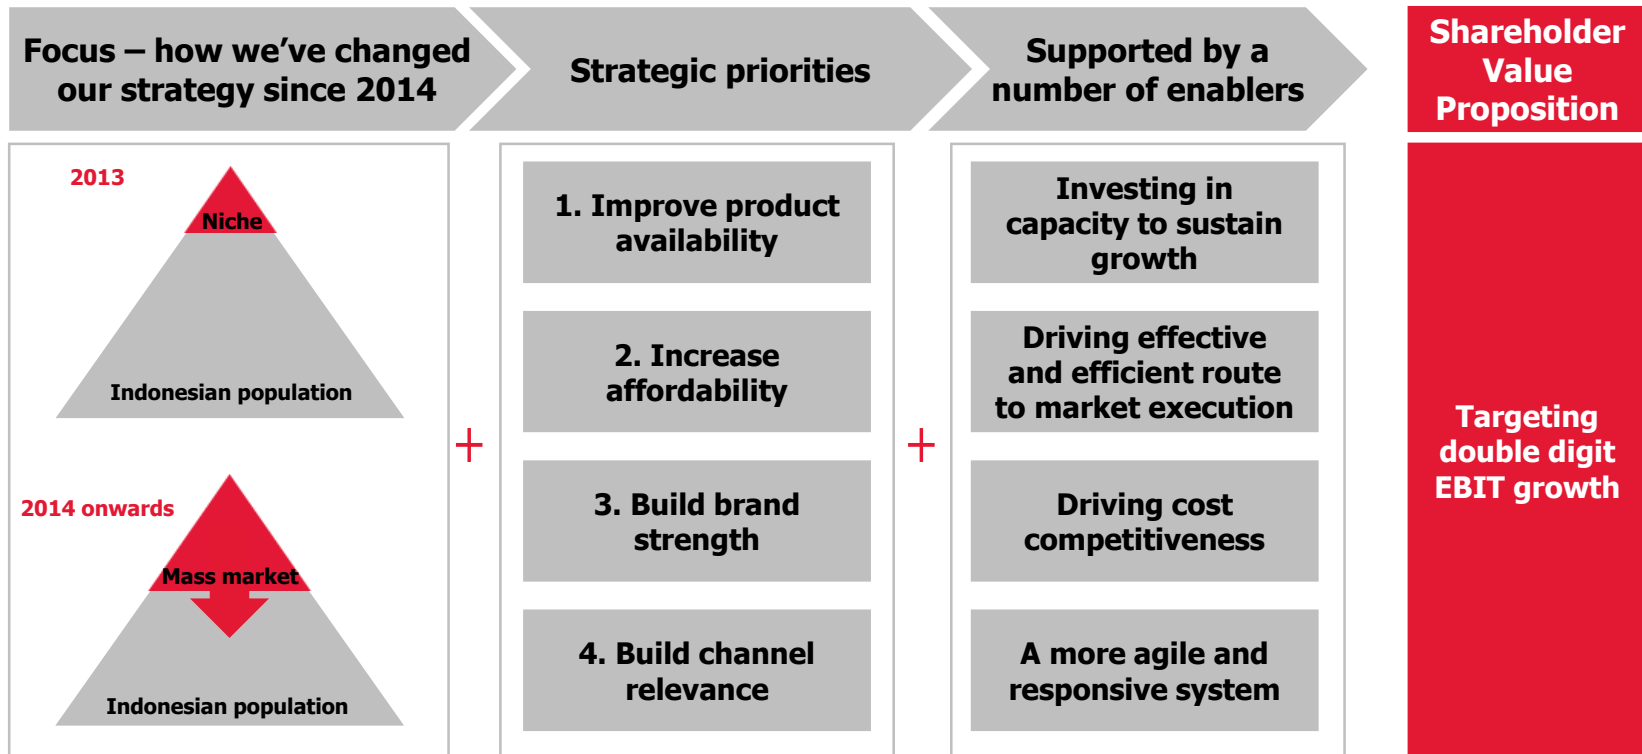 Focus – how we’ve changed
our strategy since 2014
Strategic priorities
Supported by a
number of enablers
Shareholder
Value
Proposition
2013
Niche
Indonesian population
2014 onwards
Mass market
Indonesian population
+
1. Improve product
availability
2. Increase
affordability
3. Build brand
strength
4. Build channel
relevance
+
Investing in
capacity to sustain
growth
Driving effective
and efficient route
to market execution
Driving cost
competitiveness
A more agile and
responsive system
Targeting
double digit
EBIT growth